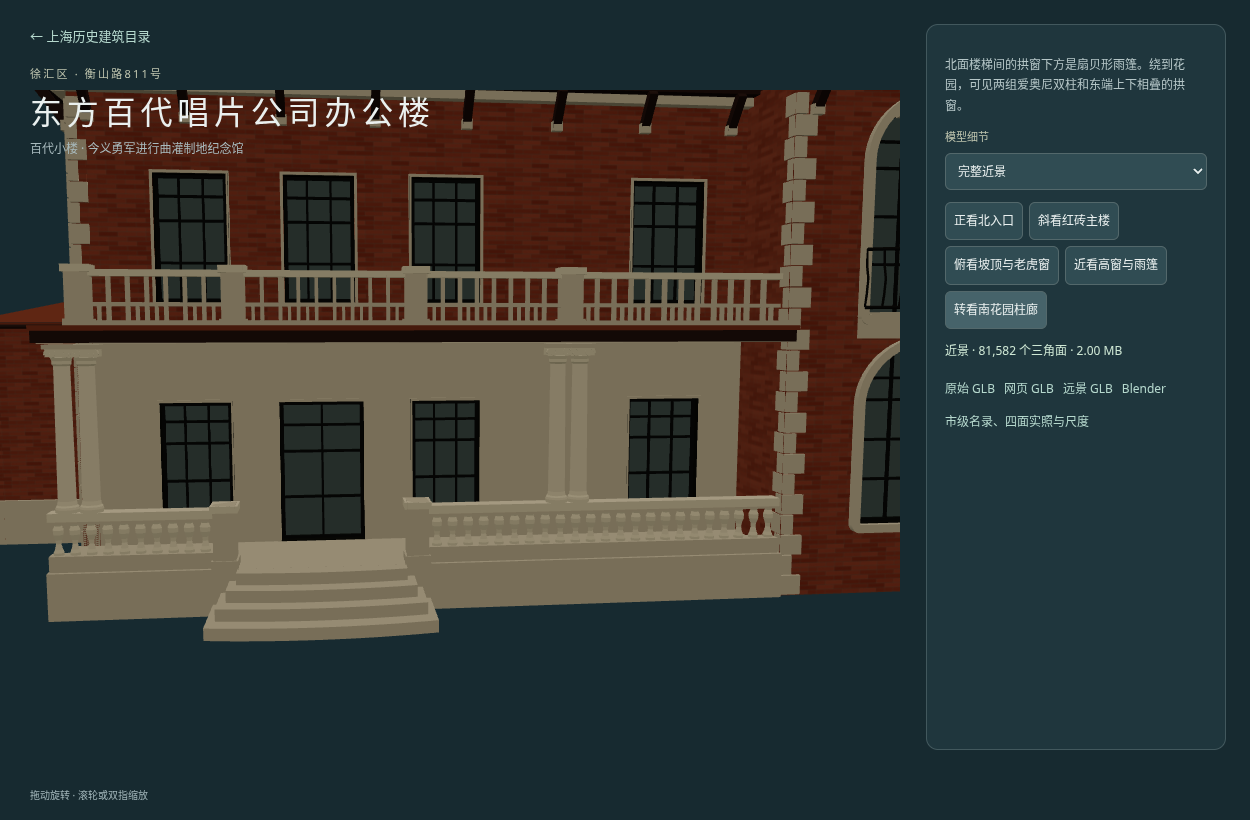 ← 上海历史建筑目录
徐汇区 · 衡山路811号
东方百代唱片公司办公楼
百代小楼 · 今义勇军进行曲灌制地纪念馆
北面楼梯间的拱窗下方是扇贝形雨篷。绕到花
园，可见两组爱奥尼双柱和东端上下相叠的拱
窗。
模型细节
完整近景
正看北入口 斜看红砖主楼
俯看坡顶与老虎窗 近看高窗与雨篷
转看南花园柱廊
近景 · 81,582 个三角面 · 2.00 MB
原始 GLB 网页 GLB 远景 GLB Blender
市级名录、四面实照与尺度
拖动旋转 · 滚轮或双指缩放